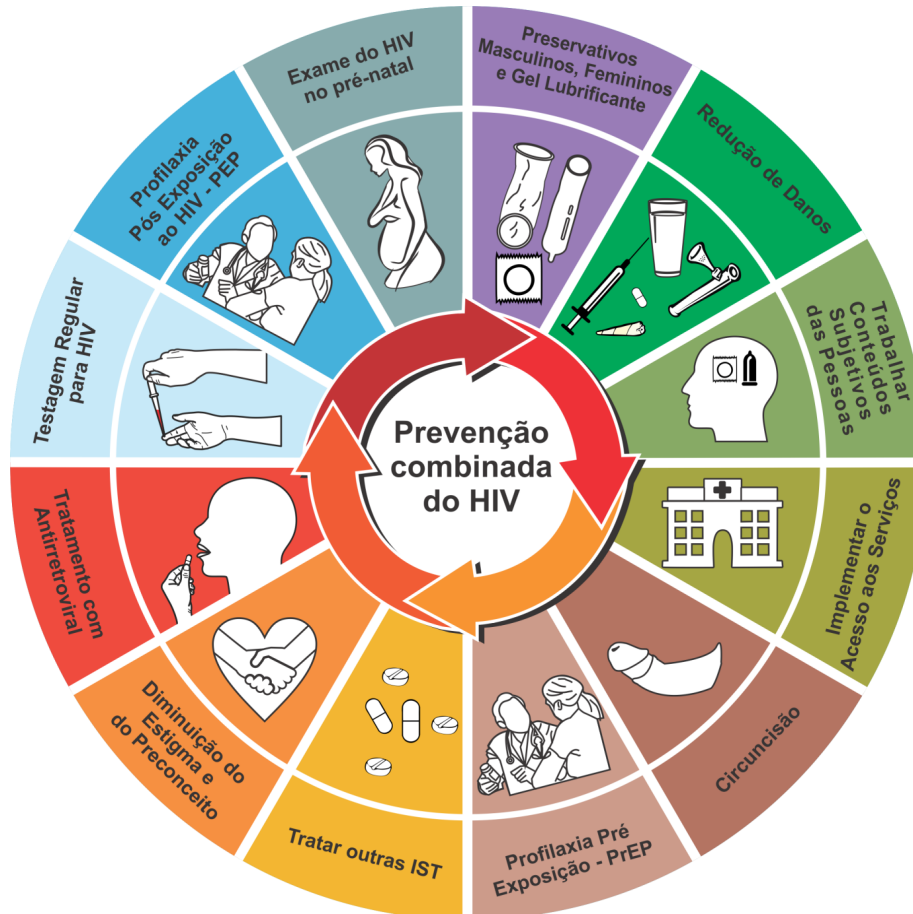 Prevenção
combinada
do HIV
Preservativos
Masculinos, Femininos
e Gel Lubrificante
Redução de Danos
Trabalhar
Conteúdos
Subjetivos
das Pessoas
Implementar o
Acesso aos Serviços
Circuncisão
Profilaxia Pré
Exposição - PrEP
Tratar outras IST
Diminuição do
Estigma e
do Preconceito
Tratamento com
Antirretroviral
Testagem Regular
para HIV
Profilaxia
Pós Exposição
ao HIV - PEP
Exame do HIV
no pré-natal